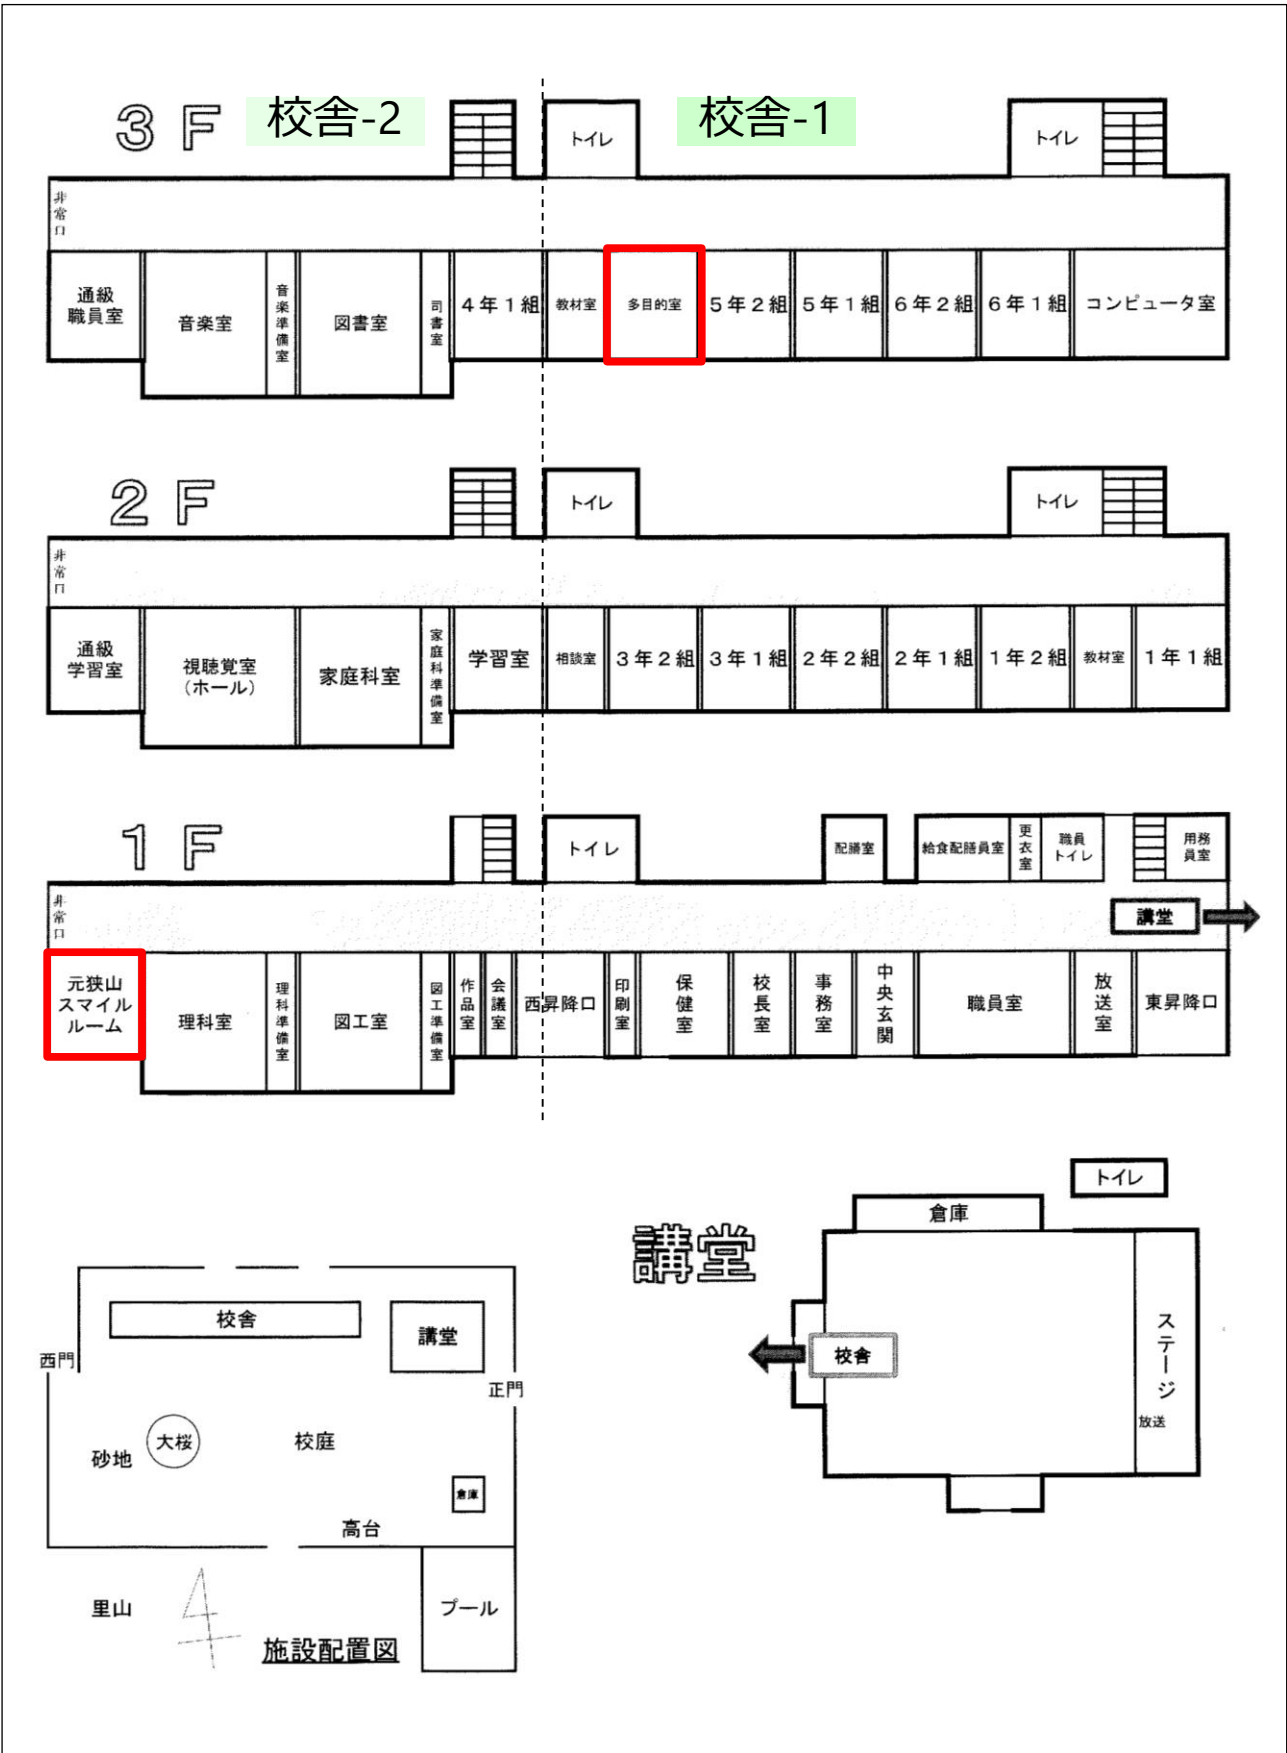 3F
校舎-2
校舎-1
トイレ
トイレ
非常口
通級
職員室
音楽室
音楽準備室
図書室
司書室
4年1組
教材室
多目的室
5年2組
5年1組
6年2組
6年1組
コンピュータ室
2F
トイレ
トイレ
非常口
通級
学習室
視聴覚室
(ホール)
家庭科室
家庭科準備室
学習室
相談室
3年2組
3年1組
2年2組
2年1組
1年2組
教材室
1年1組
1F
トイレ
配膳室
給食配膳員室
更衣室
職員
トイレ
用務
員室
非常口
講堂
元狭山
スマイル
ルーム
理科室
理科準備室
図工室
図工準備室
作品室
会議室
西昇降口
印刷室
保健室
校長室
事務室
中央玄関
職員室
放送室
東昇降口
講堂
トイレ
倉庫
校舎
ステージ
放送
校舎
講堂
西門
正門
大桜
校庭
砂地
倉庫
高台
里山
プール
施設配置図